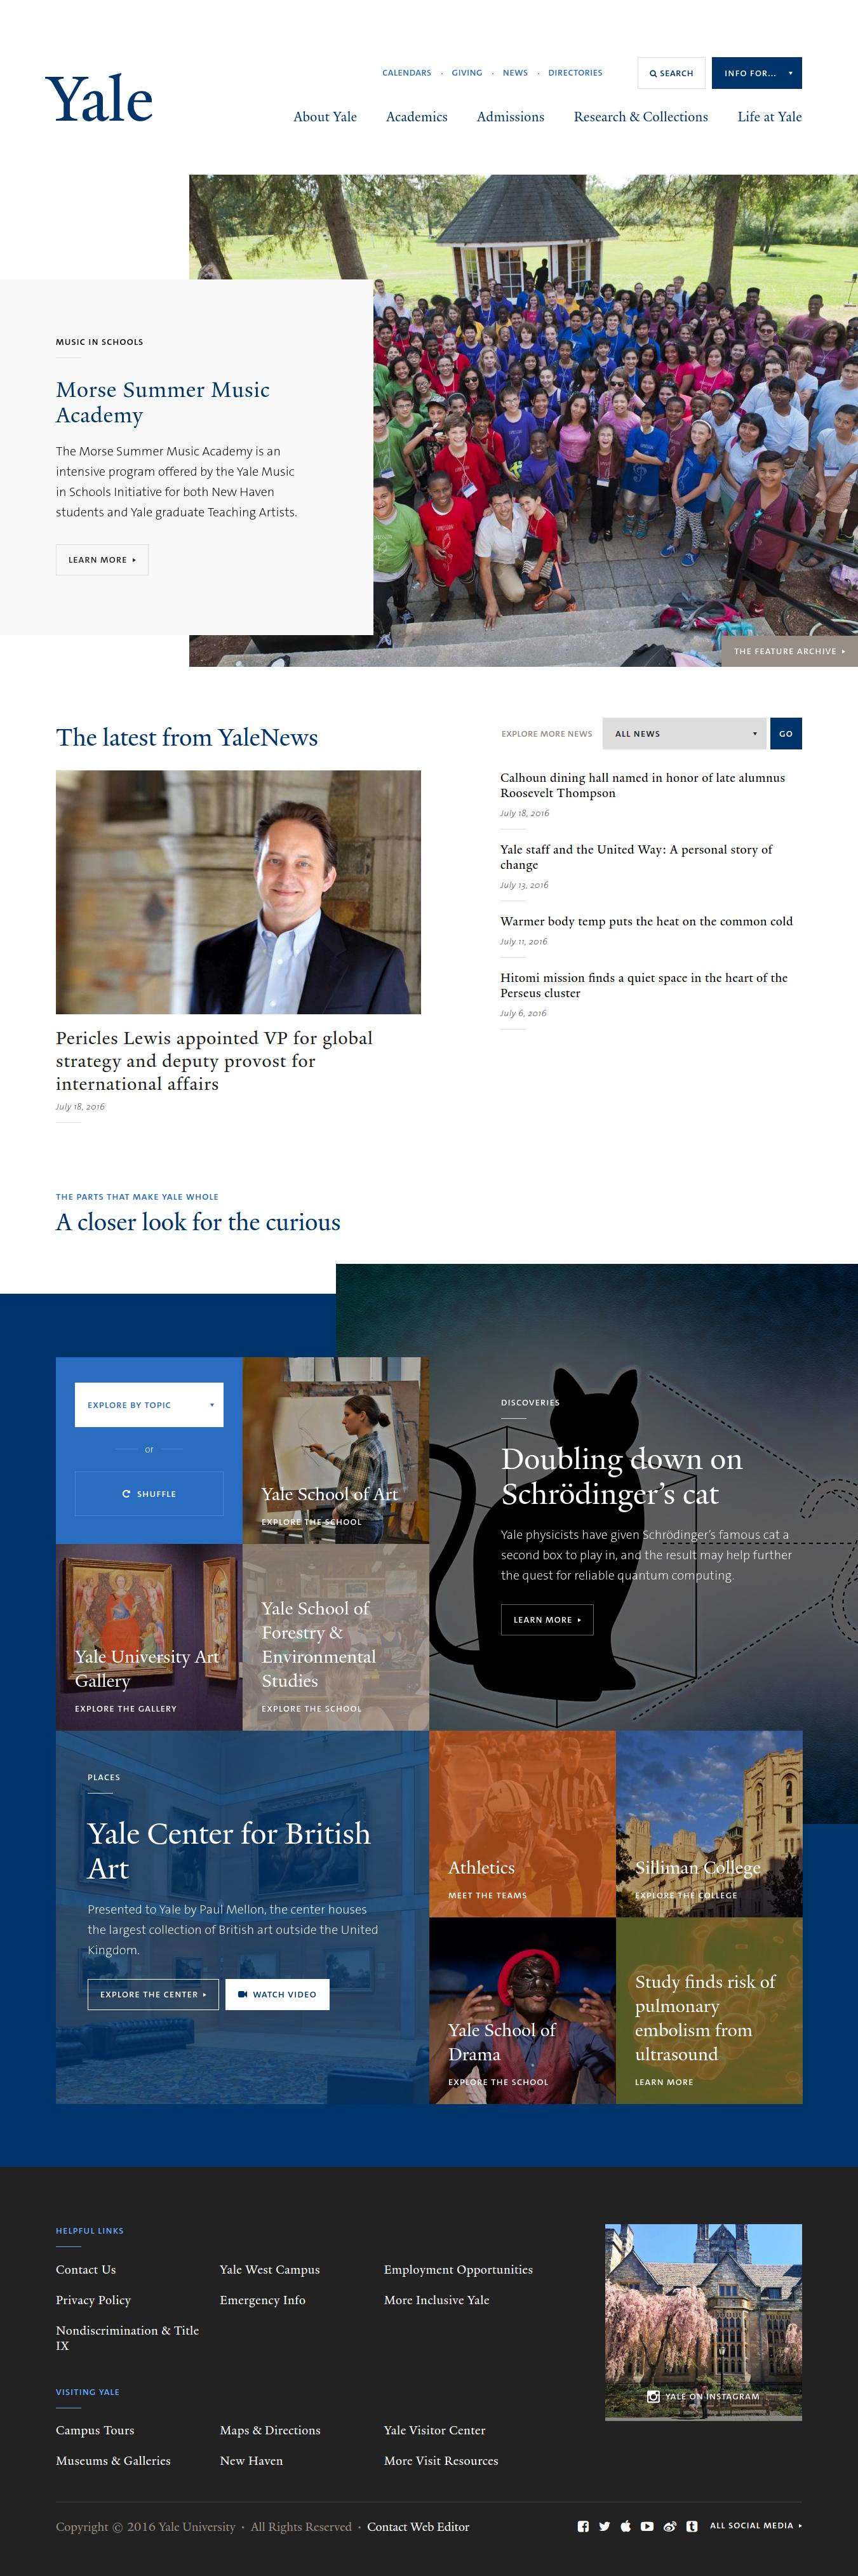 Yale
CALENDARS · GIVING · NEWS · DIRECTORIES
SEARCH
INFO FOR...
About Yale
Academics
Admissions
Research & Collections
Life at Yale
MUSIC IN SCHOOLS
Morse Summer Music
Academy
The Morse Summer Music Academy is an
intensive program offered by the Yale Music
in Schools Initiative for both New Haven
students and Yale graduate Teaching Artists.
LEARN MORE
THE FEATURE ARCHIVE
The latest from YaleNews
EXPLORE MORE NEWS
ALL NEWS
GO
Pericles Lewis appointed VP for global
strategy and deputy provost for
international affairs
July 18, 2016
Calhoun dining hall named in honor of late alumnus
Roosevelt Thompson
July 18, 2016
Yale staff and the United Way: A personal story of
change
July 13, 2016
Warmer body temp puts the heat on the common cold
July 11, 2016
Hitomi mission finds a quiet space in the heart of the
Perseus cluster
July 6, 2016
THE PARTS THAT MAKE YALE WHOLE
A closer look for the curious
EXPLORE BY TOPIC
or
SHUFFLE
Yale School of Art
EXPLORE THE SCHOOL
DISCOVERIES
Doubling down on
Schrödinger's cat
Yale physicists have given Schrödinger's famous cat a
second box to play in, and the result may help further
the quest for reliable quantum computing.
LEARN MORE
Yale University Art
Gallery
EXPLORE THE GALLERY
Yale School of
Forestry &
Environmental
Studies
EXPLORE THE SCHOOL
PLACES
Yale Center for British
Art
Presented to Yale by Paul Mellon, the center houses
the largest collection of British art outside the United
Kingdom.
EXPLORE THE CENTER
WATCH VIDEO
Athletics
MEET THE TEAMS
Silliman College
EXPLORE THE COLLEGE
Yale School of
Drama
EXPLORE THE SCHOOL
Study finds risk of
pulmonary
embolism from
ultrasound
LEARN MORE
HELPFUL LINKS
Contact Us
Yale West Campus
Employment Opportunities
Privacy Policy
Emergency Info
More Inclusive Yale
Nondiscrimination & Title
IX
VISITING YALE
Campus Tours
Maps & Directions
Yale Visitor Center
Museums & Galleries
New Haven
More Visit Resources
YALE ON INSTAGRAM
Copyright © 2016 Yale University · All Rights Reserved · Contact Web Editor
ALL SOCIAL MEDIA